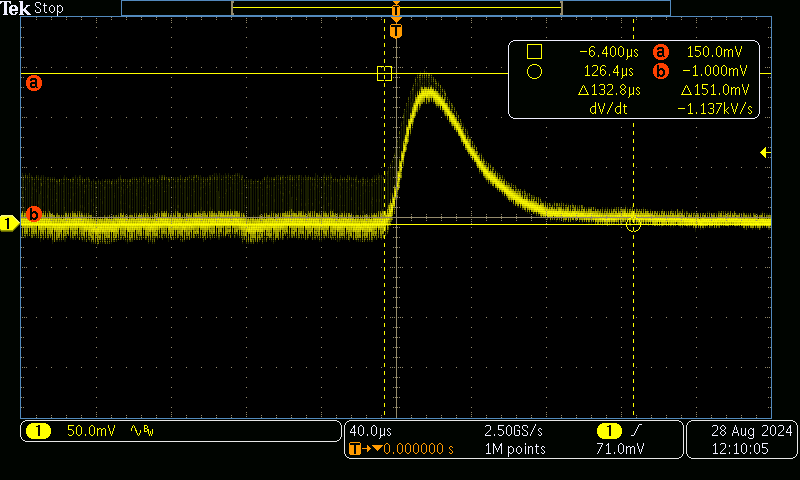 Tek Stop
T
T
-6.400µs a 150.0mV
126.4µs b -1.000mV
Δ132.8µs Δ151.0mV
dV/dt -1.137kV/s
a
b
1
1 50.0mV BW
40.0µs 2.50GS/s 1 71.0mV
T→▼0.000000 s 1M points
28 Aug 2024
12:10:05